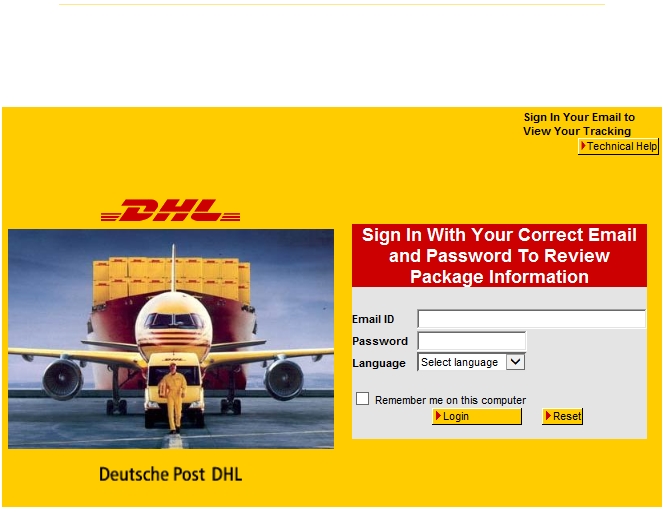 Sign In Your Email to
View Your Tracking
Technical Help
DHL
Sign In With Your Correct Email
and Password To Review
Package Information
Email ID
Password
Language
Select language
Remember me on this computer
Login
Reset
DHL
Deutsche Post DHL